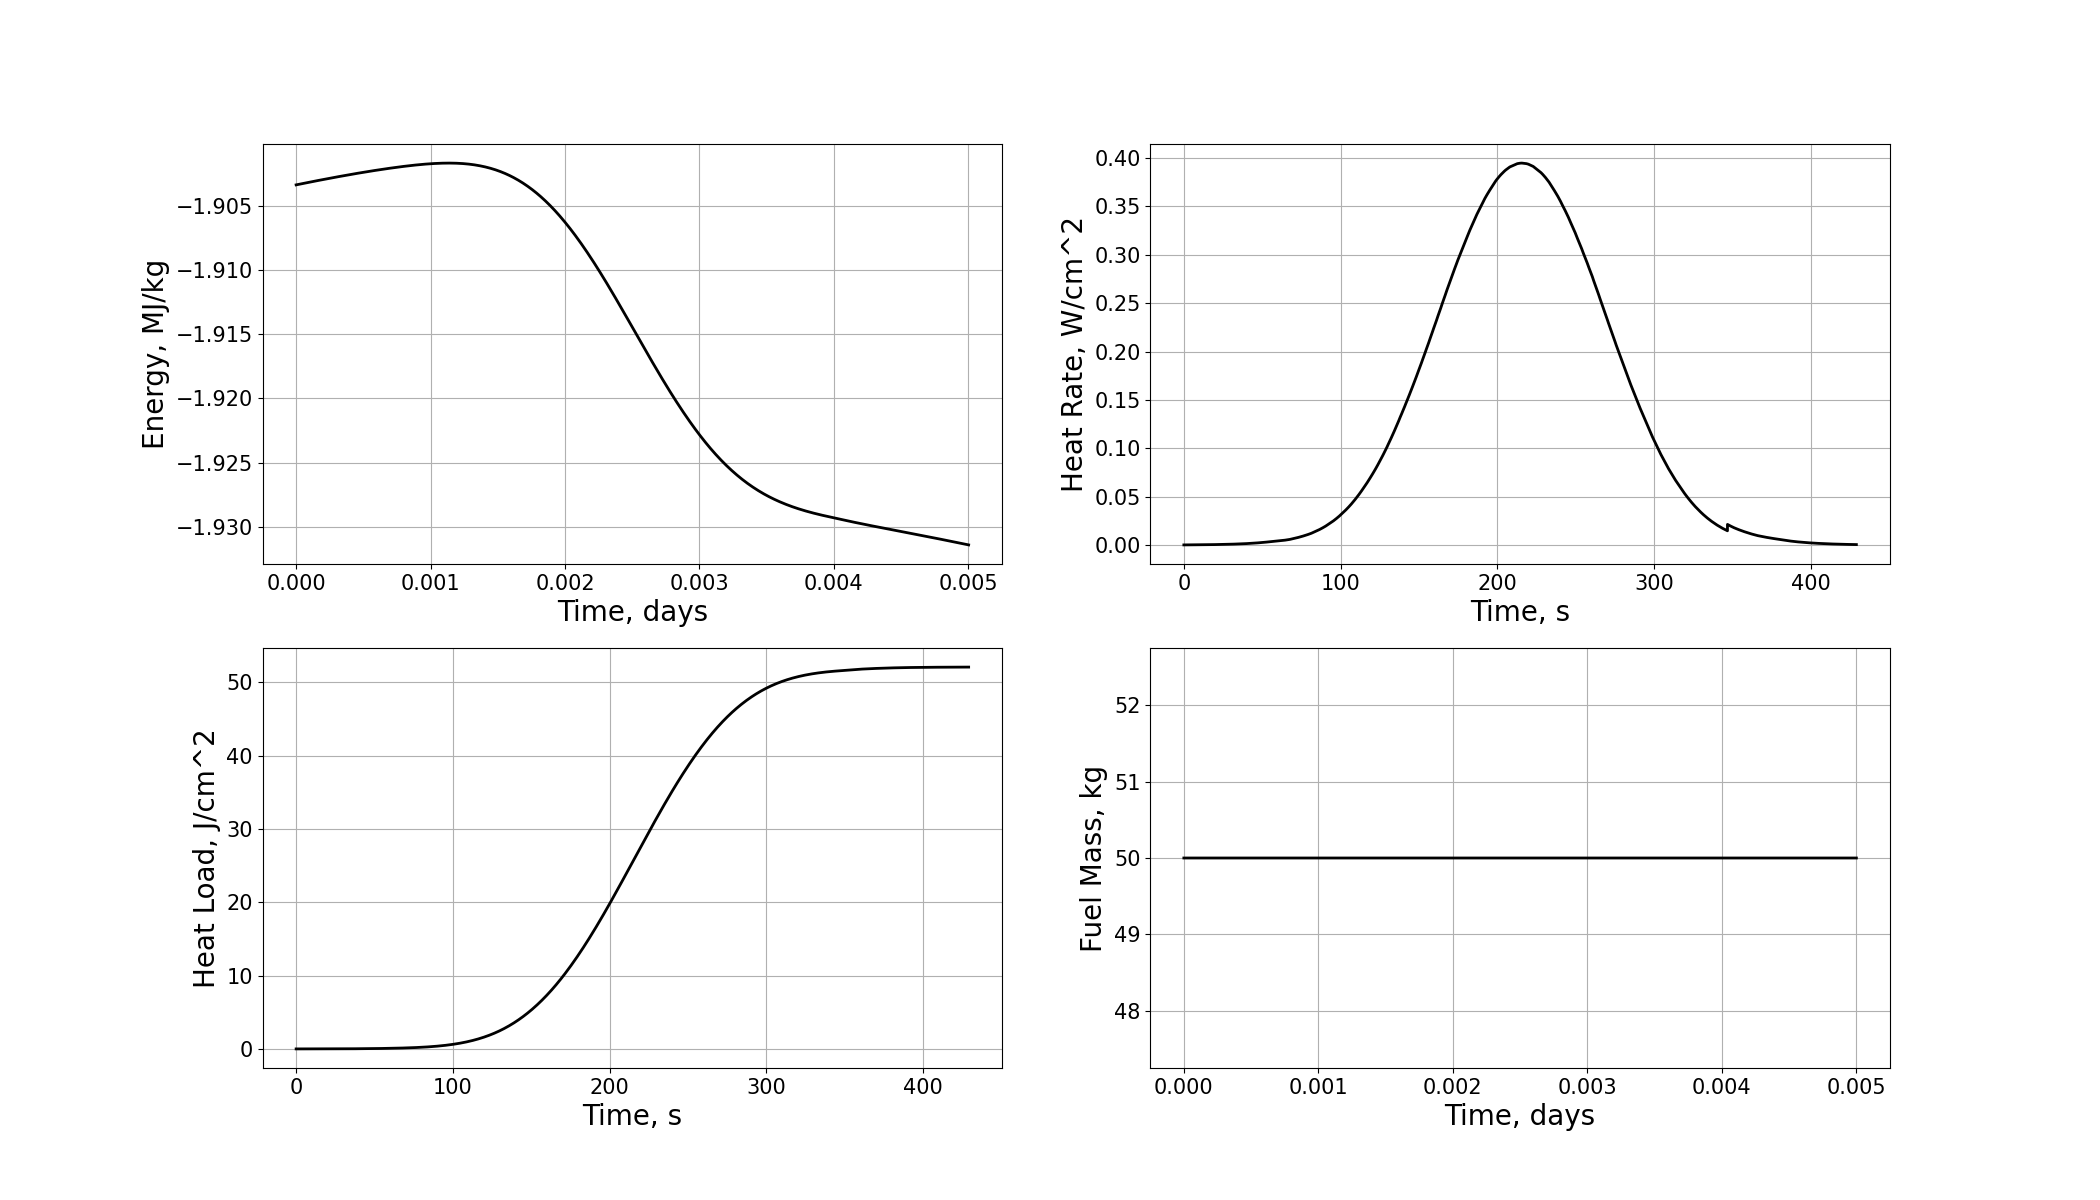 Energy, MJ/kg
−1.905
−1.910
−1.915
−1.920
−1.925
−1.930
0.000 0.001 0.002 0.003 0.004 0.005
Time, days
Heat Rate, W/cm^2
0.40
0.35
0.30
0.25
0.20
0.15
0.10
0.05
0.00
0 100 200 300 400
Time, s
Heat Load, J/cm^2
50
40
30
20
10
0
0 100 200 300 400
Time, s
Fuel Mass, kg
52
51
50
49
48
0.000 0.001 0.002 0.003 0.004 0.005
Time, days